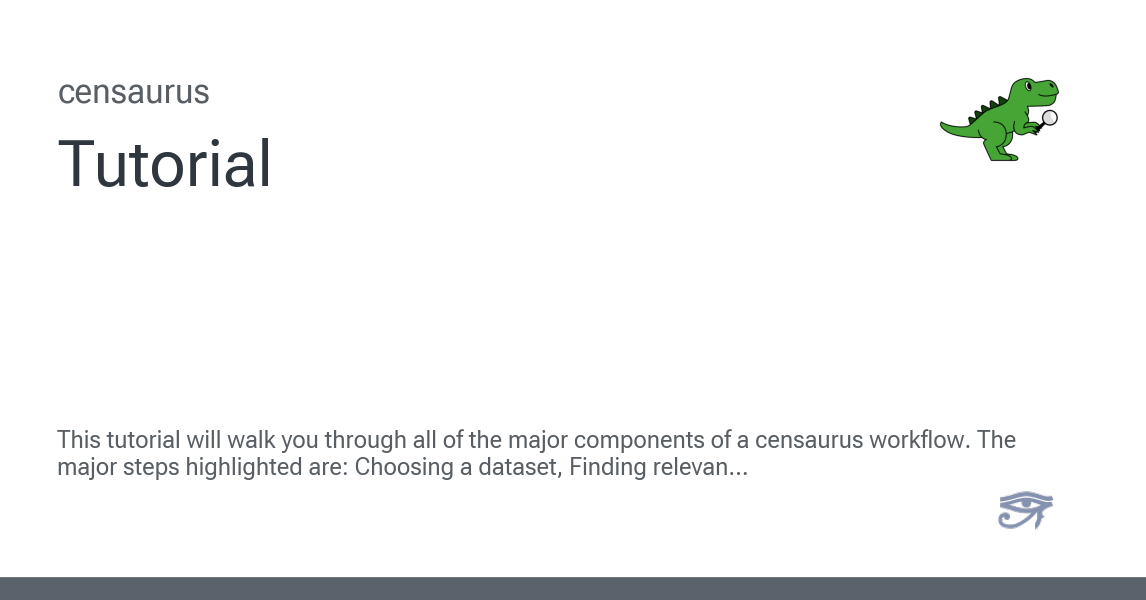 censaurus
Tutorial
This tutorial will walk you through all of the major components of a censaurus workflow. The
major steps highlighted are: Choosing a dataset, Finding relevan...